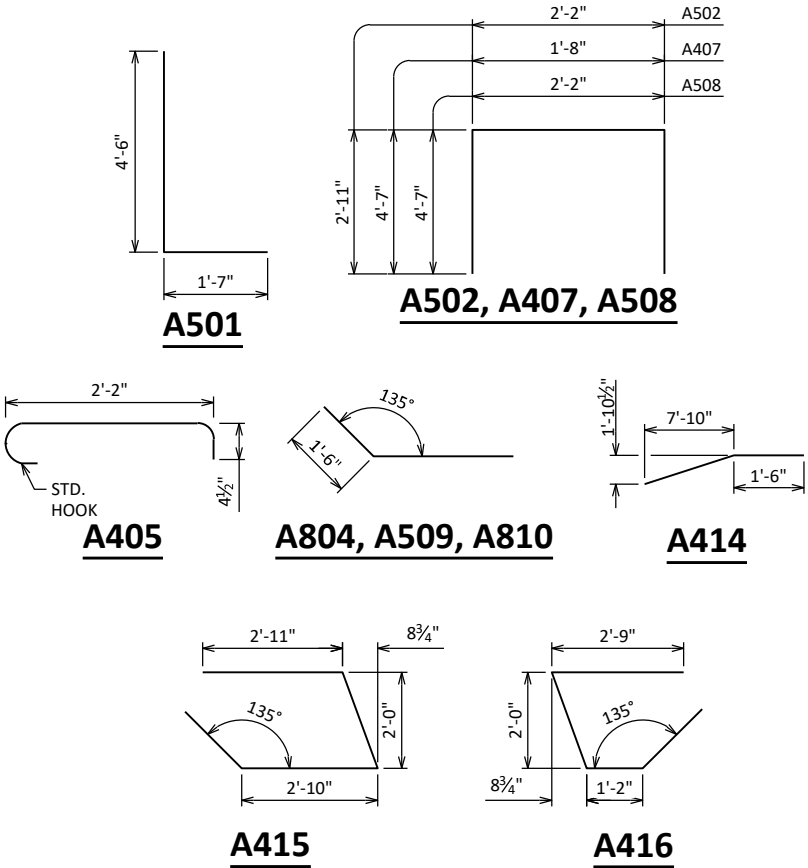 2'-2" A502
1'-8" A407
2'-2" A508
4'-6"
1'-7"
A501
2'-11" 4'-7" 4'-7"
A502, A407, A508
2'-2"
4½"
STD.
HOOK
A405
135°
1'-6"
A804, A509, A810
1'-10½"
7'-10"
1'-6"
A414
2'-11" 8¾"
135°
2'-0"
2'-10"
A415
2'-9"
2'-0"
135°
8¾" 1'-2"
A416